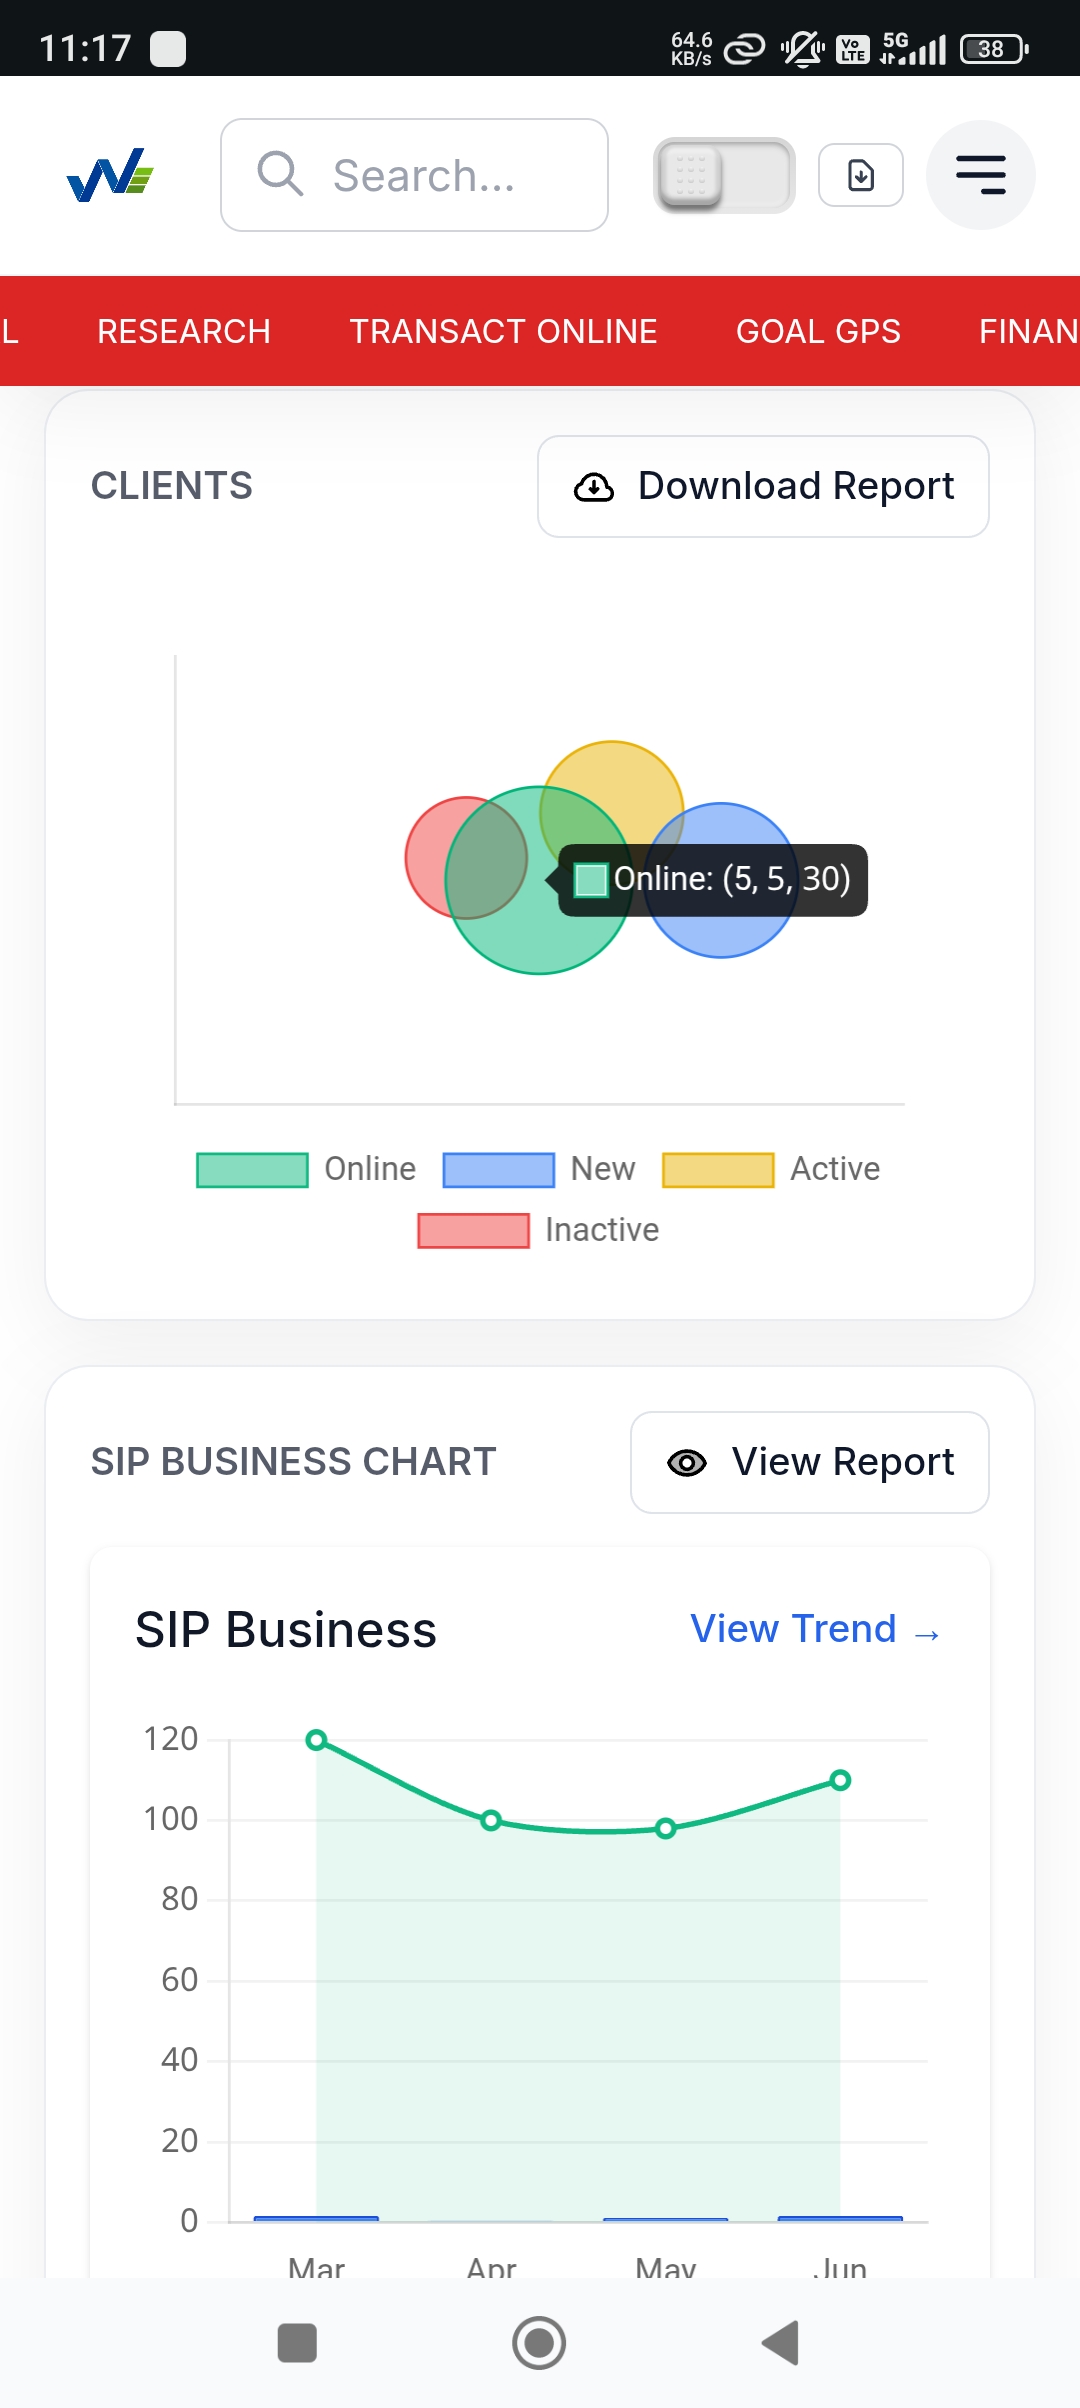 11:17
64.6 KB/s
Vo LTE
5G
38
Search...
L RESEARCH TRANSACT ONLINE GOAL GPS FINAN
CLIENTS
Download Report
Online: (5, 5, 30)
Online New Active
Inactive
SIP BUSINESS CHART
View Report
SIP Business
View Trend →
120
100
80
60
40
20
0
Mar Apr May Jun